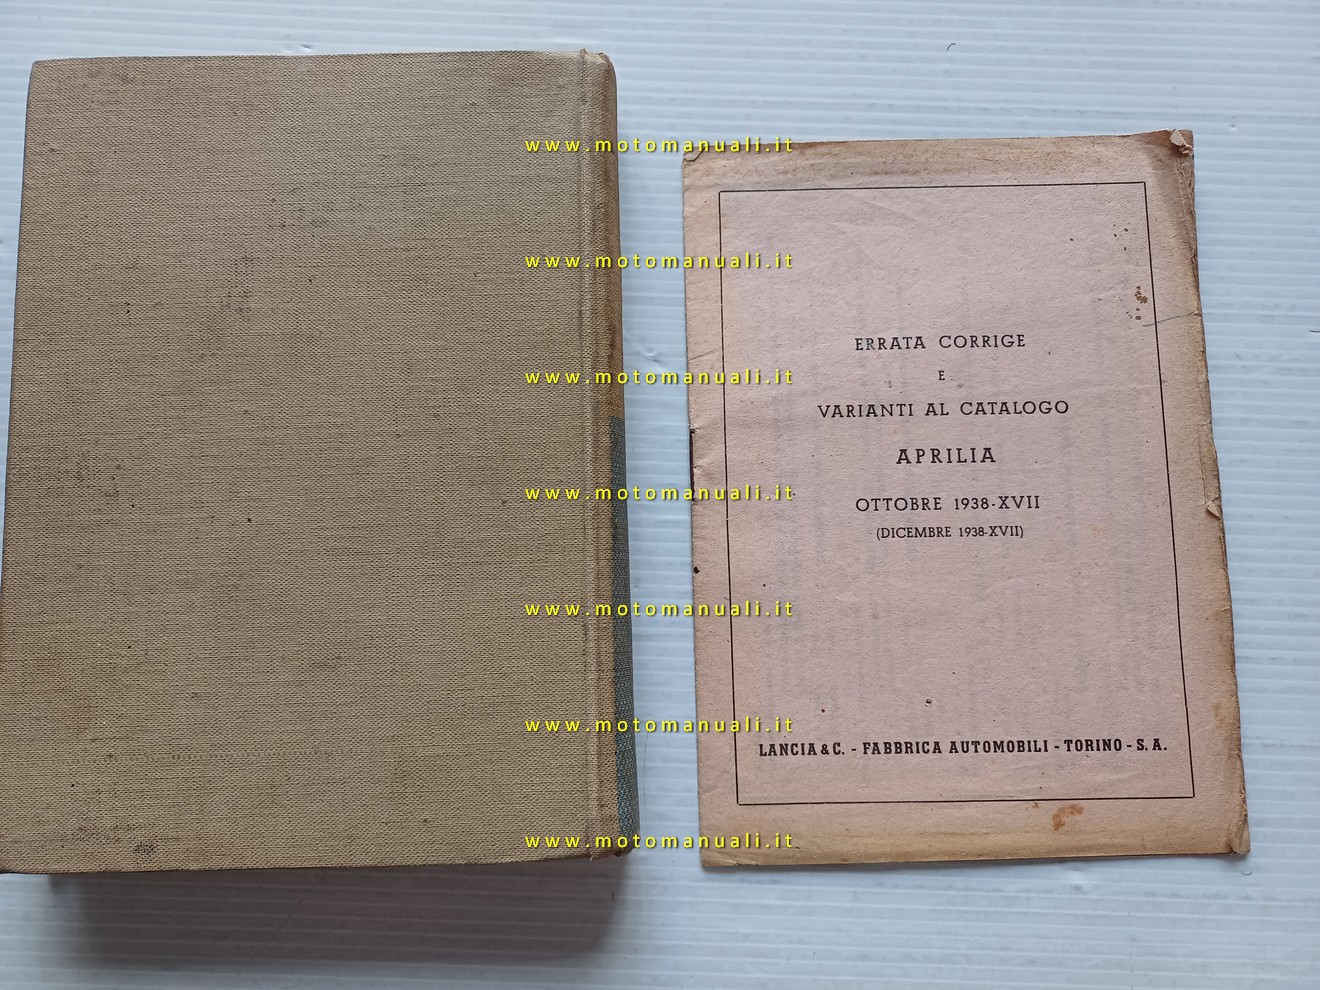 www.motomanuali.it
www.motomanuali.it
ERRATA CORRIGE
E
www.motomanuali.it
VARIANTI AL CATALOGO
APRILIA
www.motomanuali.it
OTTOBRE 1938-XVII
(DICEMBRE 1938-XVII)
www.motomanuali.it
www.motomanuali.it
LANCIA & C. - FABBRICA AUTOMOBILI - TORINO - S. A.
www.motomanuali.it